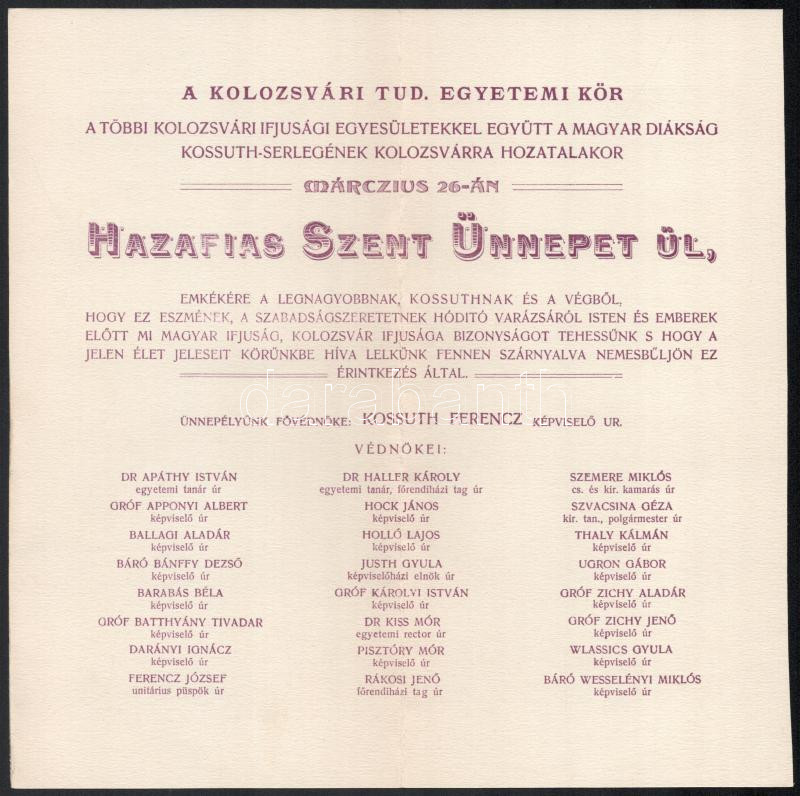 A KOLOZSVÁRI TUD. EGYETEMI KÖR
A TÖBBI KOLOZSVÁRI IFJUSÁGI EGYESÜLETEKKEL EGYÜTT A MAGYAR DIÁKSÁG
KOSSUTH-SERLEGÉNEK KOLOZSVÁRRA HOZATALAKOR
MÁRCZIUS 26-ÁN
HAZAFIAS SZENT ÜNNEPET ÜL,
EMKÉKÉRE A LEGNAGYOBBNAK, KOSSUTHNAK ÉS A VÉGBŐL,
HOGY EZ ESZMÉNEK, A SZABADSÁGSZERETETNEK HÓDITÓ VARÁZSÁRÓL ISTEN ÉS EMBEREK
ELŐTT MI MAGYAR IFJUSÁG, KOLOZSVÁR IFJUSÁGA BIZONYSÁGOT TEHESSÜNK S HOGY A
JELEN ÉLET JELESEIT KÖRÜNKBE HÍVA LELKÜNK FENNEN SZÁRNYALVA NEMESBŰLJÖN EZ
ÉRINTKEZÉS ÁLTAL.
darabanth
ÜNNEPÉLYÜNK FŐVÉDNÖKE: KOSSUTH FERENCZ KÉPVISELŐ UR.
VÉDNÖKEI:
DR APÁTHY ISTVÁN
egyetemi tanár úr
GRÓF APPONYI ALBERT
képviselő úr
BALLAGI ALADÁR
képviselő úr
BÁRÓ BÁNFFY DEZSŐ
képviselő úr
BARABÁS BÉLA
képviselő úr
GRÓF BATTHYÁNY TIVADAR
képviselő úr
DARÁNYI IGNÁCZ
képviselő úr
FERENCZ JÓZSEF
unitárius püspök úr
DR HALLER KÁROLY
egyetemi tanár, főrendiházi tag úr
HOCK JÁNOS
képviselő úr
HOLLÓ LAJOS
képviselő úr
JUSTH GYULA
képviselőházi elnök úr
GRÓF KÁROLYI ISTVÁN
képviselő úr
DR KISS MÓR
egyetemi rector úr
PISZTÓRY MÓR
képviselő úr
RÁKOSI JENŐ
főrendiházi tag úr
SZEMERE MIKLÓS
cs. és kir. kamarás úr
SZVACSINA GÉZA
kir. tan., polgármester úr
THALY KÁLMÁN
képviselő úr
UGRON GÁBOR
képviselő úr
GRÓF ZICHY ALADÁR
képviselő úr
GRÓF ZICHY JENŐ
képviselő úr
WLASSICS GYULA
képviselő úr
BÁRÓ WESSELÉNYI MIKLÓS
képviselő úr